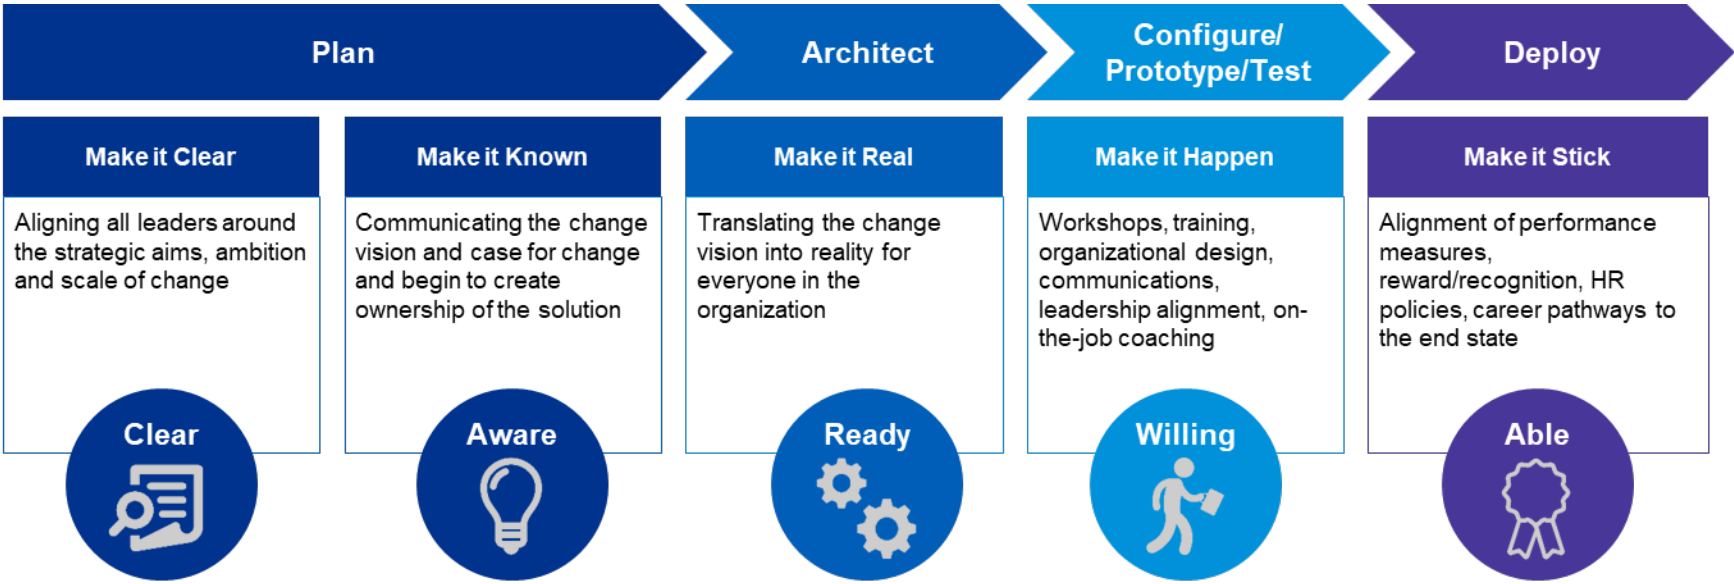 Plan
Architect
Configure/
Prototype/Test
Deploy
Make it Clear
Aligning all leaders around
the strategic aims, ambition
and scale of change
Clear
Make it Known
Communicating the change
vision and case for change
and begin to create
ownership of the solution
Aware
Make it Real
Translating the change
vision into reality for
everyone in the
organization
Ready
Make it Happen
Workshops, training,
organizational design,
communications,
leadership alignment, on-
the-job coaching
Willing
Make it Stick
Alignment of performance
measures,
reward/recognition, HR
policies, career pathways to
the end state
Able